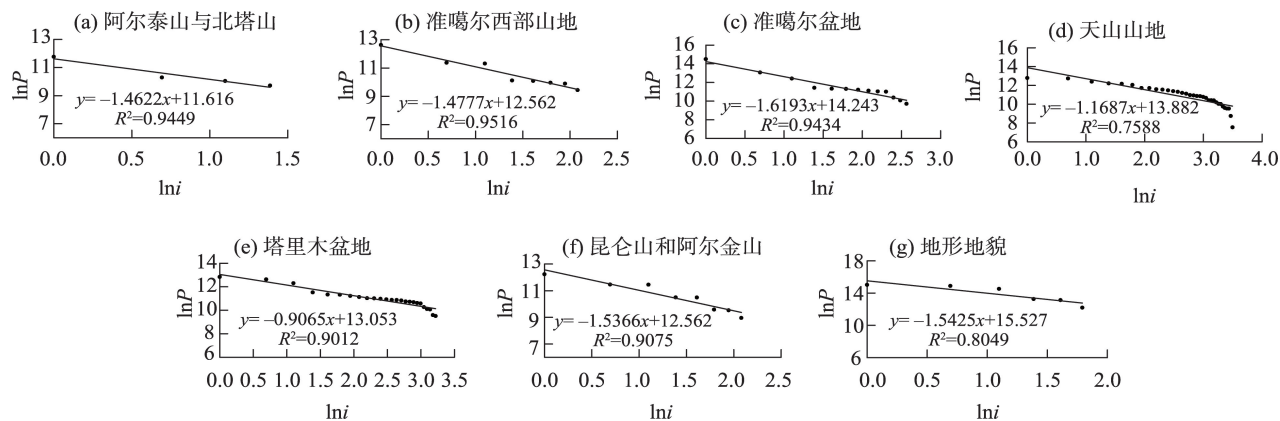 (a) 阿尔泰山与北塔山
13
11
9
7
lnP
y= −1.4622x+11.616
R²=0.9449
0.0 0.5 1.0 1.5
lni
(b) 准噶尔西部山地
13
11
9
7
lnP
y= −1.4777x+12.562
R²=0.9516
0.0 0.5 1.0 1.5 2.0 2.5
lni
(c) 准噶尔盆地
16
14
12
10
8
6
lnP
y= −1.6193x+14.243
R²=0.9434
0.0 0.5 1.0 1.5 2.0 2.5 3.0
lni
(d) 天山山地
16
14
12
10
8
6
lnP
y= −1.1687x+13.882
R²=0.7588
0.0 1.0 2.0 3.0 4.0
lni
(e) 塔里木盆地
14
12
10
8
6
lnP
y= −0.9065x+13.053
R²=0.9012
0.0 0.5 1.0 1.5 2.0 2.5 3.0 3.5
lni
(f) 昆仑山和阿尔金山
13
11
9
7
lnP
y= −1.5366x+12.562
R²=0.9075
0.0 0.5 1.0 1.5 2.0 2.5
lni
(g) 地形地貌
18
14
10
6
lnP
y= −1.5425x+15.527
R²=0.8049
0.0 0.5 1.0 1.5 2.0
lni